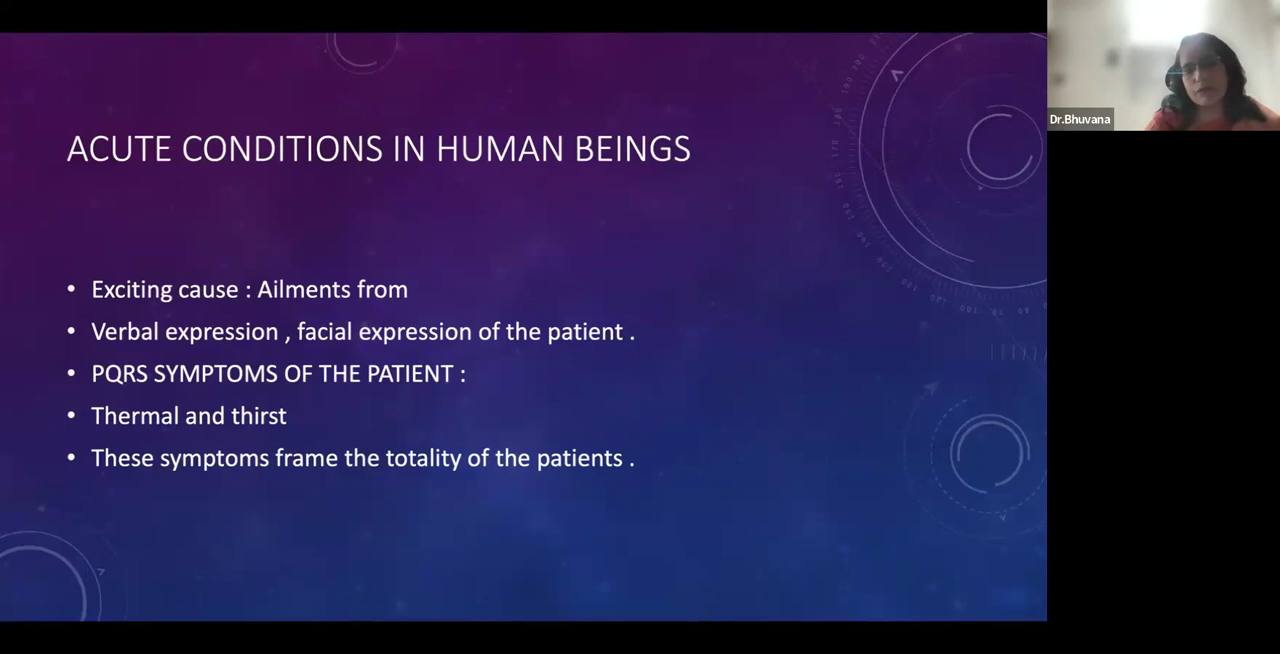 ACUTE CONDITIONS IN HUMAN BEINGS
• Exciting cause : Ailments from
• Verbal expression , facial expression of the patient .
• PQRS SYMPTOMS OF THE PATIENT :
• Thermal and thirst
• These symptoms frame the totality of the patients .
Dr.Bhuvana